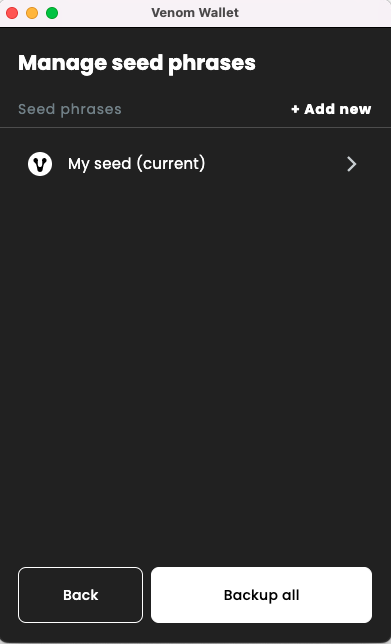 Venom Wallet
Manage seed phrases
Seed phrases + Add new
My seed (current)
Back Backup all